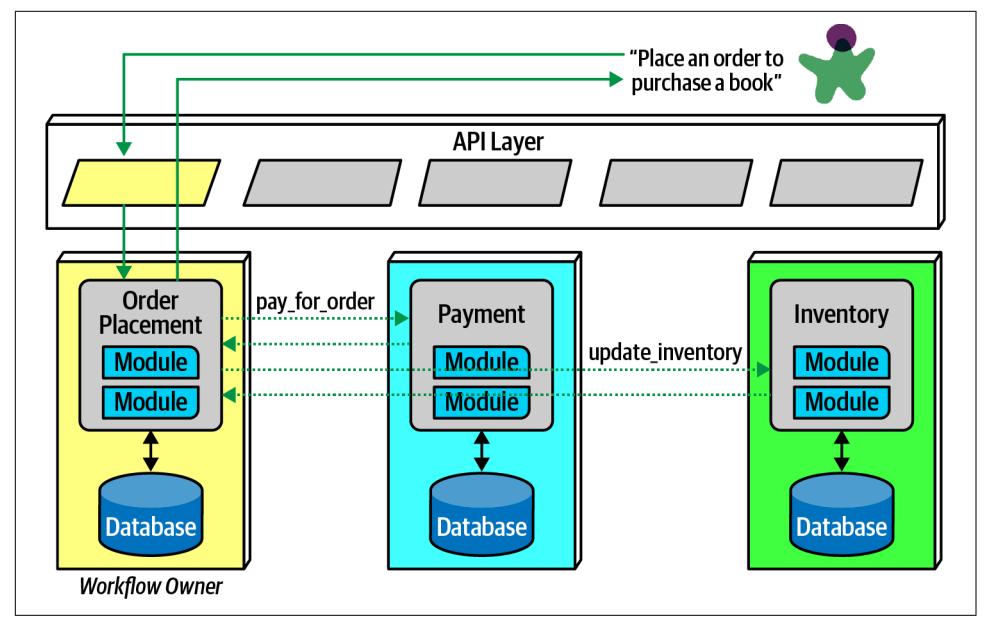 “Place an order to
purchase a book”
API Layer
Order
Placement
Module
Module
Database
Workflow Owner
pay_for_order
Payment
Module
Module
Database
update_inventory
Inventory
Module
Module
Database